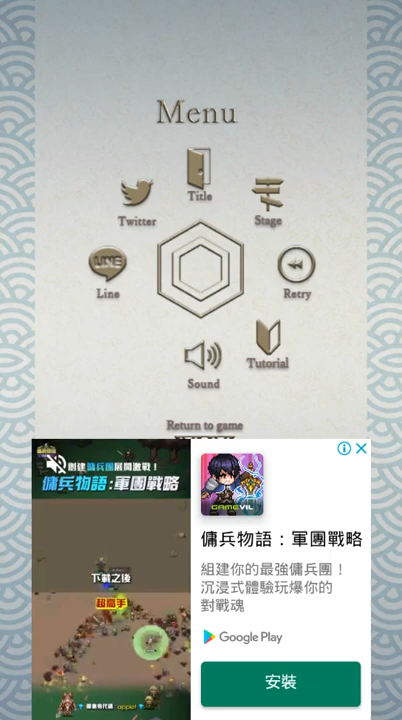 Menu
Title
Twitter
Stage
LINE
Line
Retry
Tutorial
Sound
Return to game
創建傭兵團展開激戰！
傭兵物語:軍團戰略
下載之後
超高手
GAMEVIL
傭兵物語：軍團戰略
組建你的最強傭兵團！
沉浸式體驗玩爆你的
對戰魂
Google Play
安裝